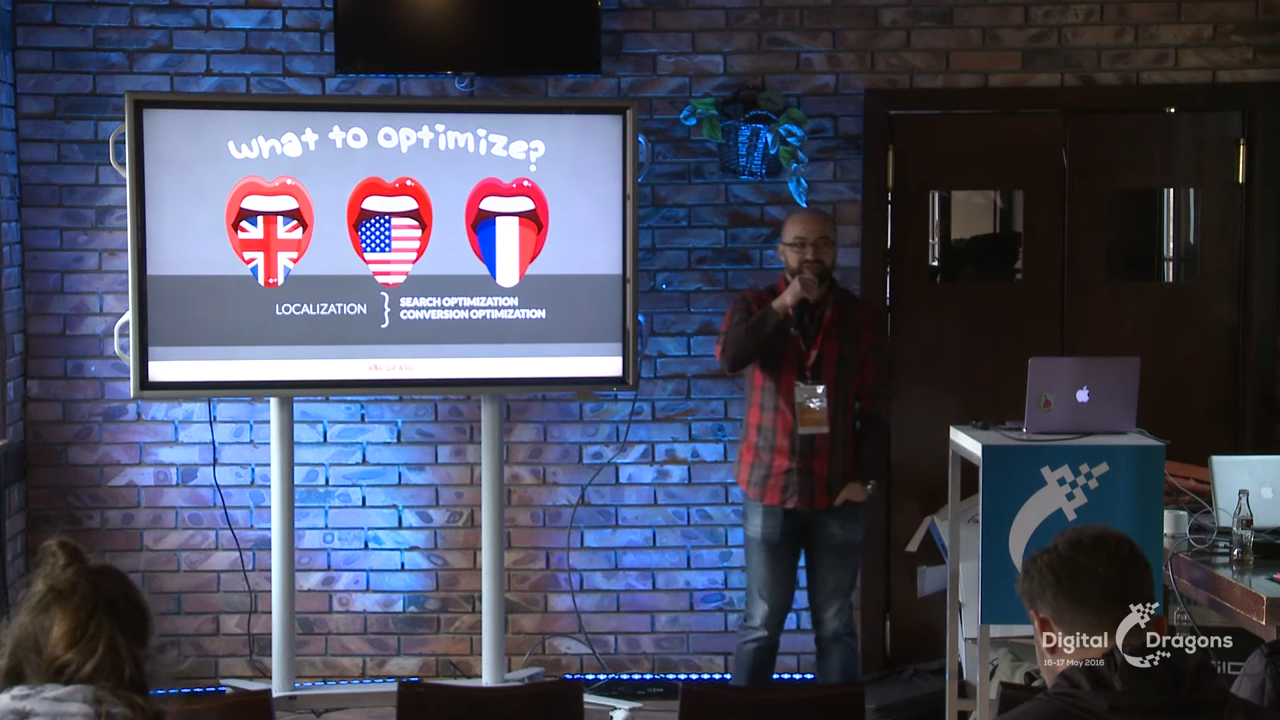 what to optimize?
LOCALIZATION
SEARCH OPTIMIZATION
CONVERSION OPTIMIZATION
Digital Dragons
16-17 May 2016